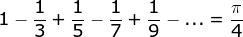 1 - 1/3 + 1/5 - 1/7 + 1/9 - ... = π/4